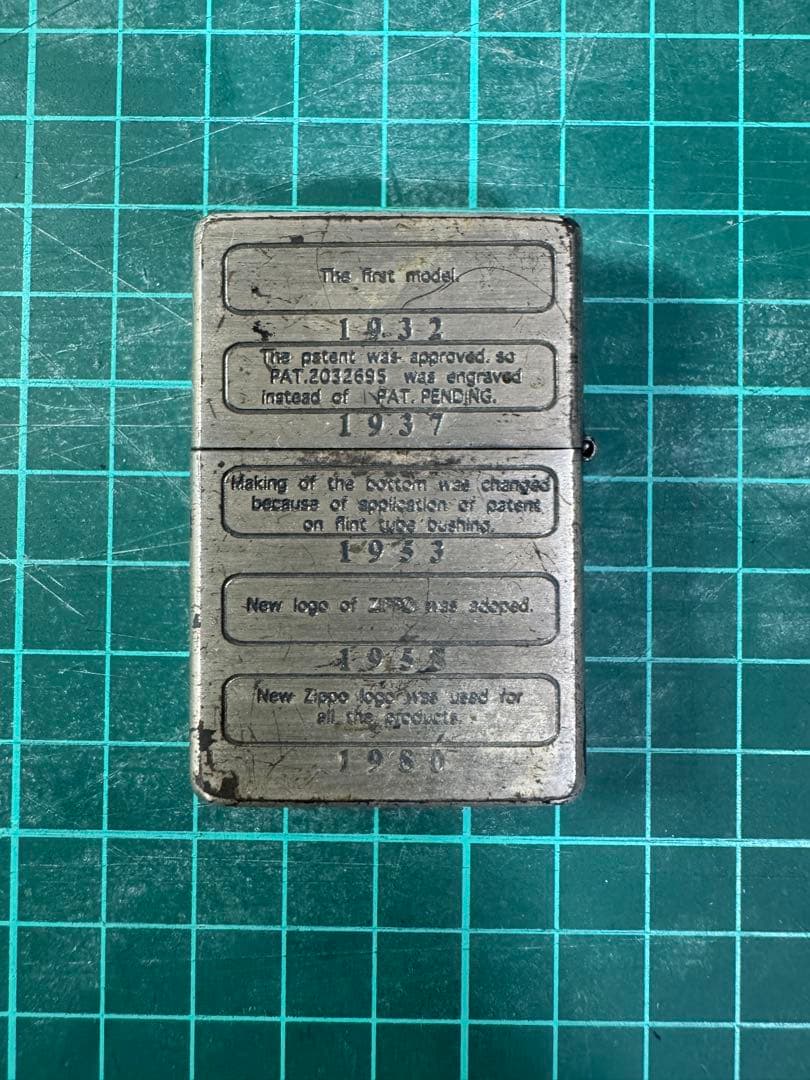 The first model.
1932
The patent was approved. so
PAT.2032695 was engraved
instead of PAT. PENDING.
1937
Making of the bottom was changed
because of application of patent
on flint tube bushing.
1953
New logo of ZIPPO was adoped.
1958
New Zippo logo was used for
all the products.
1980